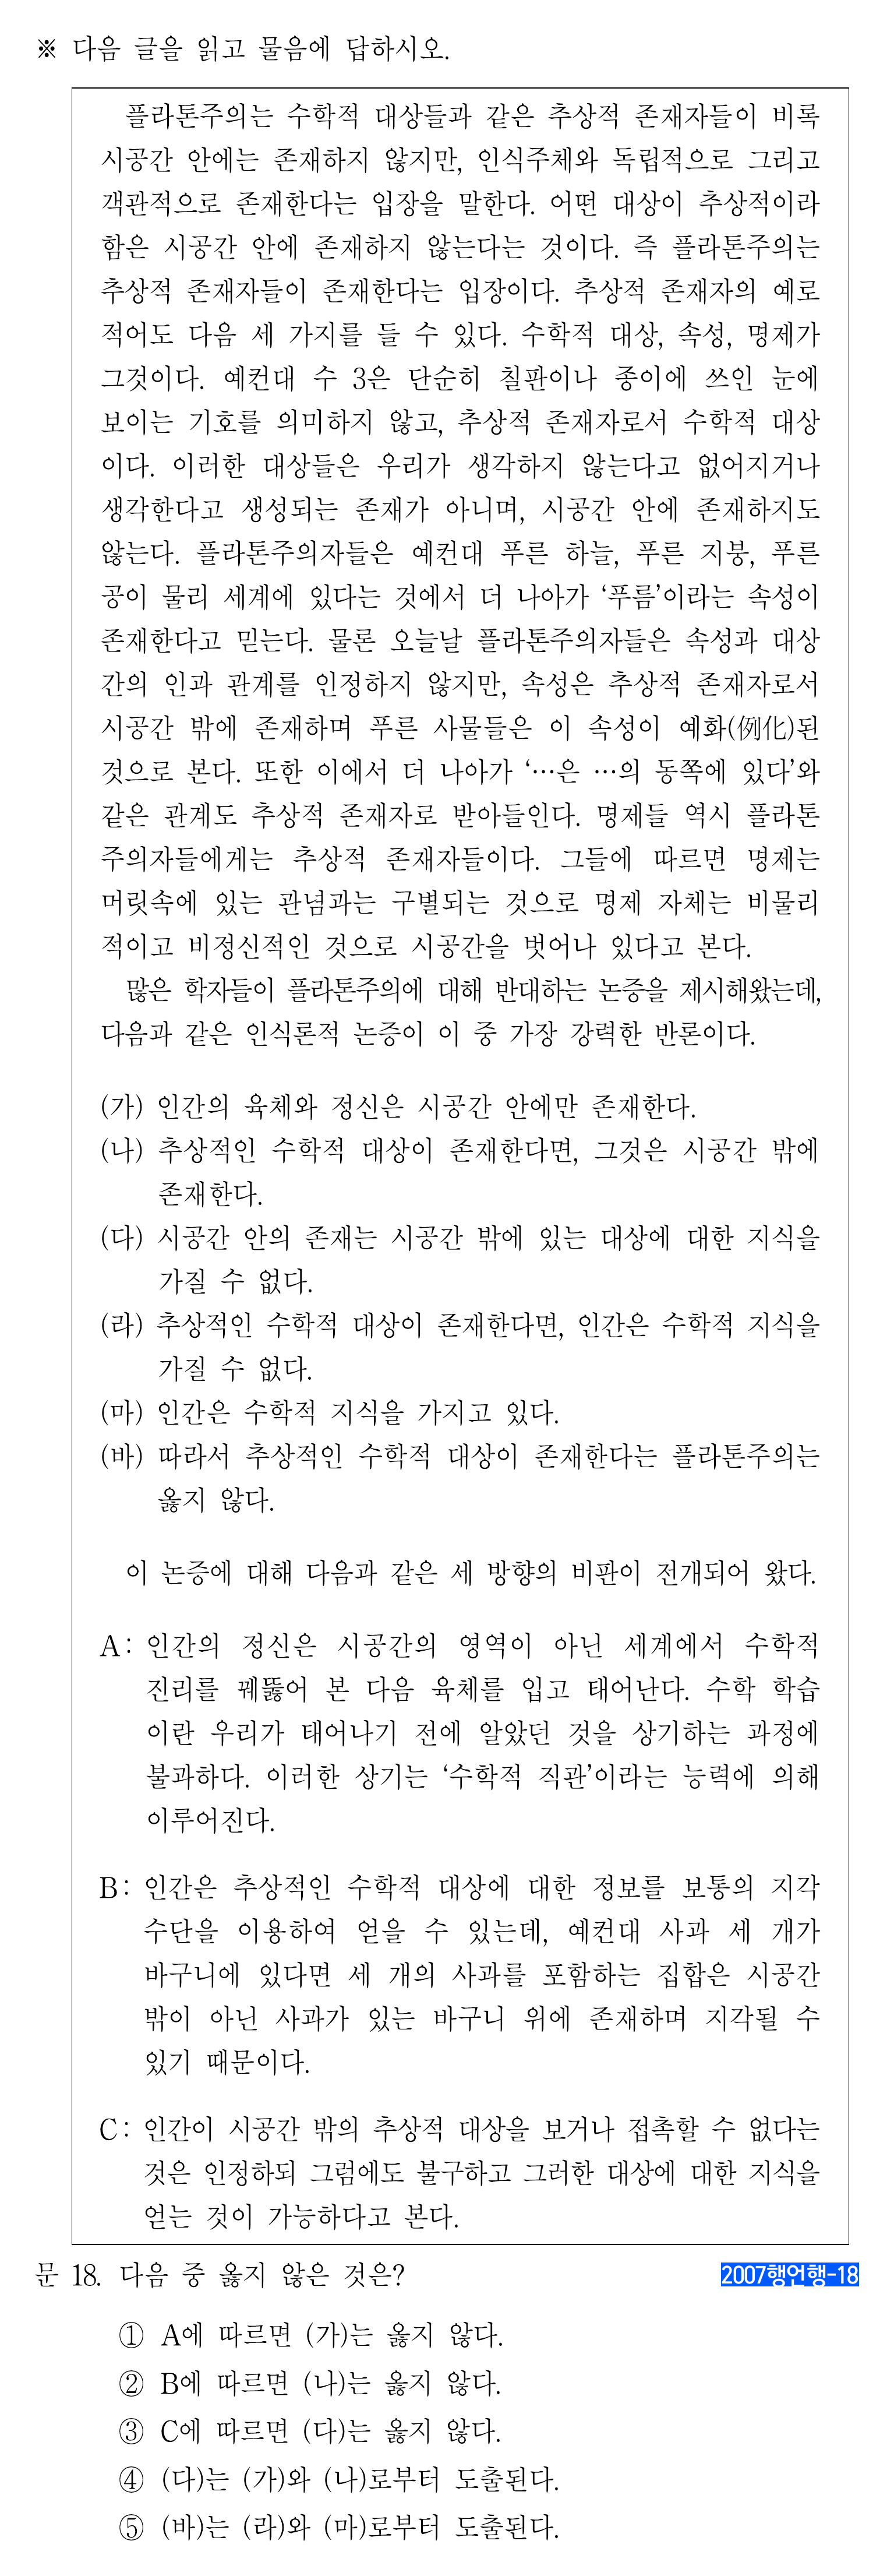 ※ 다음 글을 읽고 물음에 답하시오.
플라톤주의는 수학적 대상들과 같은 추상적 존재자들이 비록
시공간 안에는 존재하지 않지만, 인식주체와 독립적으로 그리고
객관적으로 존재한다는 입장을 말한다. 어떤 대상이 추상적이라
함은 시공간 안에 존재하지 않는다는 것이다. 즉 플라톤주의는
추상적 존재자들이 존재한다는 입장이다. 추상적 존재자의 예로
적어도 다음 세 가지를 들 수 있다. 수학적 대상, 속성, 명제가
그것이다. 예컨대 수 3은 단순히 칠판이나 종이에 쓰인 눈에
보이는 기호를 의미하지 않고, 추상적 존재자로서 수학적 대상
이다. 이러한 대상들은 우리가 생각하지 않는다고 없어지거나
생각한다고 생성되는 존재가 아니며, 시공간 안에 존재하지도
않는다. 플라톤주의자들은 예컨대 푸른 하늘, 푸른 지붕, 푸른
공이 물리 세계에 있다는 것에서 더 나아가 ‘푸름’이라는 속성이
존재한다고 믿는다. 물론 오늘날 플라톤주의자들은 속성과 대상
간의 인과 관계를 인정하지 않지만, 속성은 추상적 존재자로서
시공간 밖에 존재하며 푸른 사물들은 이 속성이 예화(例化)된
것으로 본다. 또한 이에서 더 나아가 ‘…은 …의 동쪽에 있다’와
같은 관계도 추상적 존재자로 받아들인다. 명제들 역시 플라톤
주의자들에게는 추상적 존재자들이다. 그들에 따르면 명제는
머릿속에 있는 관념과는 구별되는 것으로 명제 자체는 비물리
적이고 비정신적인 것으로 시공간을 벗어나 있다고 본다.
많은 학자들이 플라톤주의에 대해 반대하는 논증을 제시해왔는데,
다음과 같은 인식론적 논증이 이 중 가장 강력한 반론이다.
(가) 인간의 육체와 정신은 시공간 안에만 존재한다.
(나) 추상적인 수학적 대상이 존재한다면, 그것은 시공간 밖에
존재한다.
(다) 시공간 안의 존재는 시공간 밖에 있는 대상에 대한 지식을
가질 수 없다.
(라) 추상적인 수학적 대상이 존재한다면, 인간은 수학적 지식을
가질 수 없다.
(마) 인간은 수학적 지식을 가지고 있다.
(바) 따라서 추상적인 수학적 대상이 존재한다는 플라톤주의는
옳지 않다.
이 논증에 대해 다음과 같은 세 방향의 비판이 전개되어 왔다.
A: 인간의 정신은 시공간의 영역이 아닌 세계에서 수학적
진리를 꿰뚫어 본 다음 육체를 입고 태어난다. 수학 학습
이란 우리가 태어나기 전에 알았던 것을 상기하는 과정에
불과하다. 이러한 상기는 ‘수학적 직관’이라는 능력에 의해
이루어진다.
B: 인간은 추상적인 수학적 대상에 대한 정보를 보통의 지각
수단을 이용하여 얻을 수 있는데, 예컨대 사과 세 개가
바구니에 있다면 세 개의 사과를 포함하는 집합은 시공간
밖이 아닌 사과가 있는 바구니 위에 존재하며 지각될 수
있기 때문이다.
C: 인간이 시공간 밖의 추상적 대상을 보거나 접촉할 수 없다는
것은 인정하되 그럼에도 불구하고 그러한 대상에 대한 지식을
얻는 것이 가능하다고 본다.
문 18. 다음 중 옳지 않은 것은? 2007행언행-18
① A에 따르면 (가)는 옳지 않다.
② B에 따르면 (나)는 옳지 않다.
③ C에 따르면 (다)는 옳지 않다.
④ (다)는 (가)와 (나)로부터 도출된다.
⑤ (바)는 (라)와 (마)로부터 도출된다.